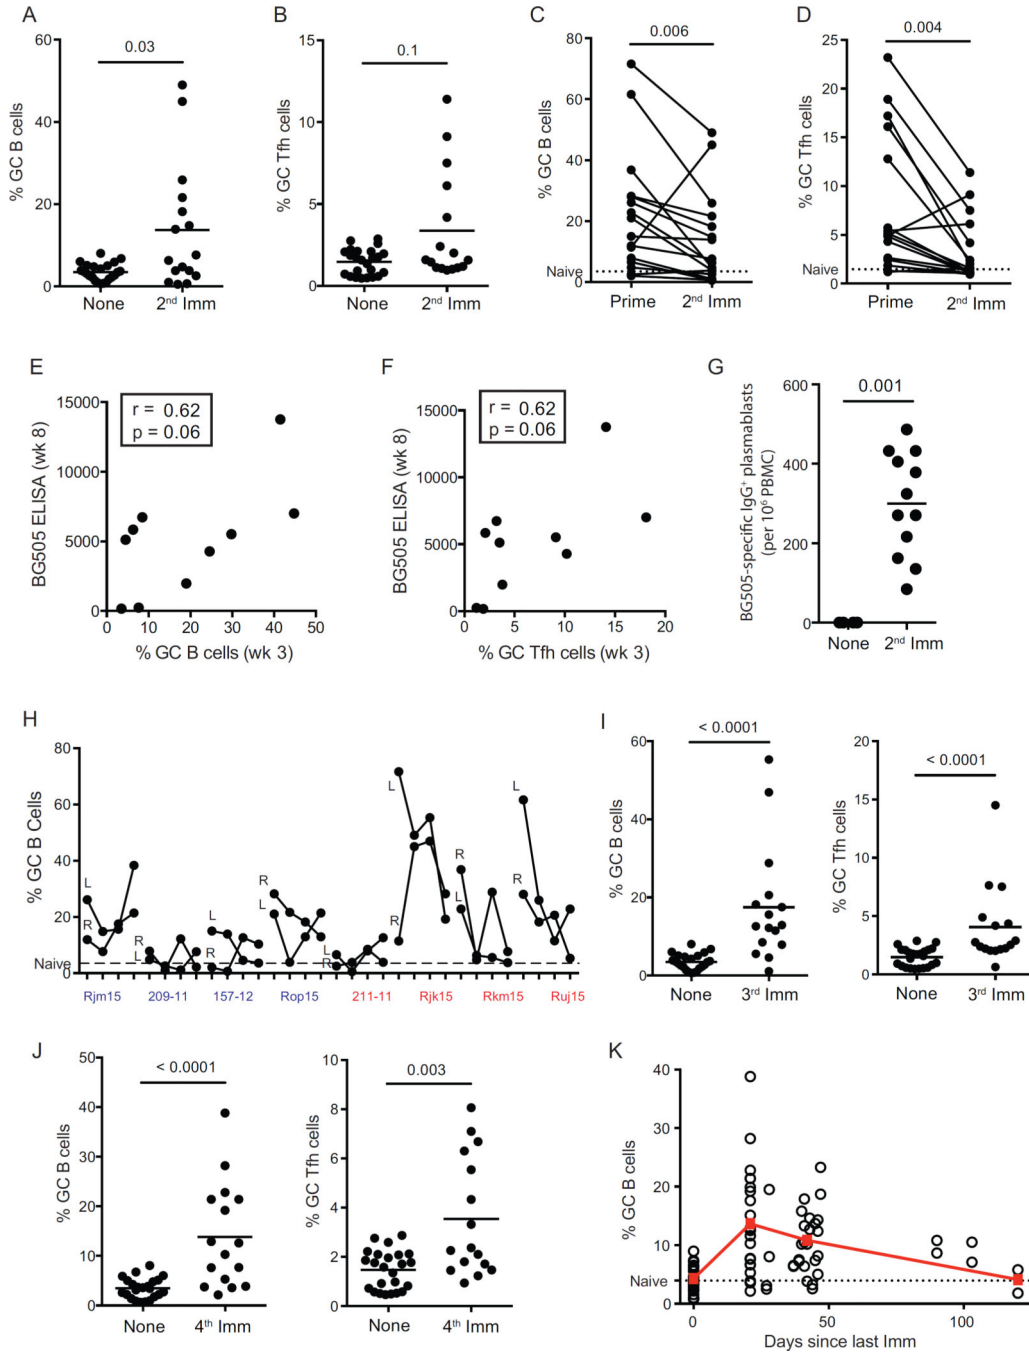 A
% GC B cells
60
40
20
0
0.03
None
2nd Imm
B
% GC Tfh cells
15
10
5
0
0.1
None
2nd Imm
C
% GC B cells
80
60
40
20
0
Naive
0.006
Prime
2nd Imm
D
% GC Tfh cells
25
20
15
10
5
0
Naive
0.004
Prime
2nd Imm
E
BG505 ELISA (wk 8)
15000
10000
5000
0
r = 0.62
p = 0.06
0 10 20 30 40 50
% GC B cells (wk 3)
F
BG505 ELISA (wk 8)
15000
10000
5000
0
r = 0.62
p = 0.06
0 5 10 15 20
% GC Tfh cells (wk 3)
G
BG505-specific IgG+ plasmablasts
(per 10⁶ PBMC)
600
400
200
0
0.001
None
2nd Imm
H
% GC B Cells
80
60
40
20
0
Naive
L
R
R
L
L
R
R
L
L
R
L
R
R
L
L
R
Rjm15
209-11
157-12
Rop15
211-11
Rjk15
Rkm15
Ruj15
I
% GC B cells
60
40
20
0
< 0.0001
None
3rd Imm
% GC Tfh cells
20
15
10
5
0
< 0.0001
None
3rd Imm
J
% GC B cells
50
40
30
20
10
0
< 0.0001
None
4th Imm
% GC Tfh cells
10
8
6
4
2
0
0.003
None
4th Imm
K
% GC B cells
40
30
20
10
0
Naive
0 50 100
Days since last Imm